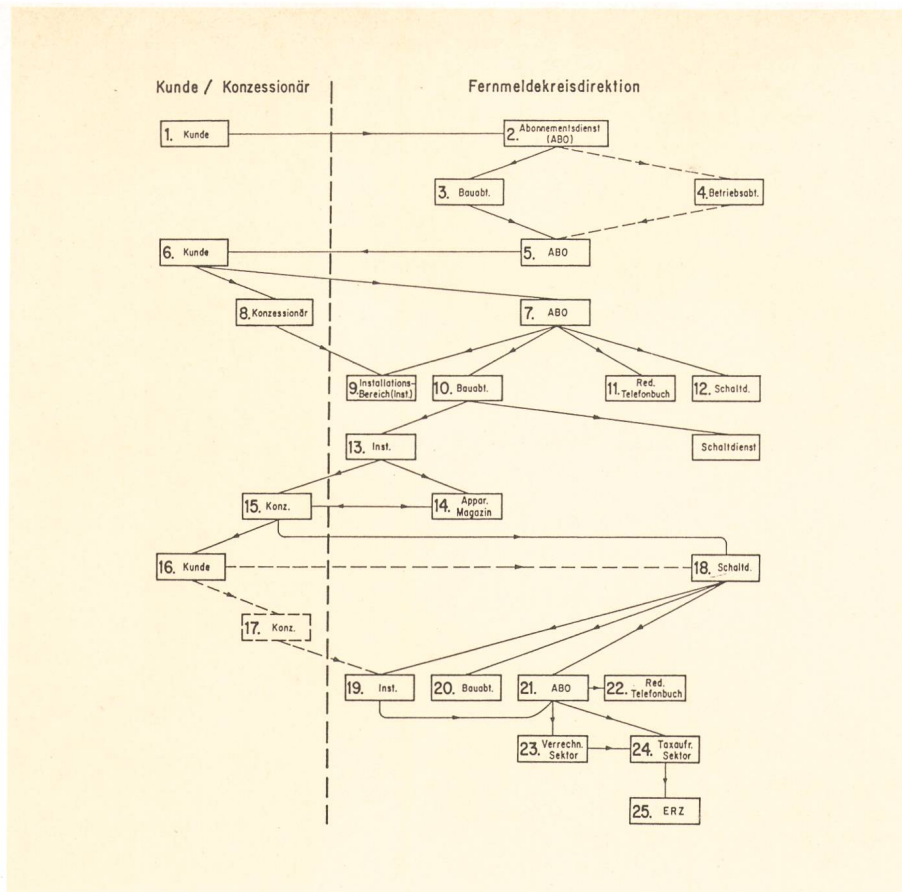 Kunde / Konzessionär
Fernmeldekreisdirektion
1. Kunde
2. Abonnementsdienst
(ABO)
3. Bauabt.
4. Betriebsabt.
6. Kunde
5. ABO
8. Konzessionär
7. ABO
9. Installations-
Bereich (Inst.)
10. Bauabt.
11. Red.
Telefonbuch
12. Schaltd.
13. Inst.
Schaltdienst
15. Konz.
14. Appar.
Magazin
16. Kunde
18. Schaltd.
17. Konz.
19. Inst.
20. Bauabt.
21. ABO
22. Red.
Telefonbuch
23. Verrechn.
Sektor
24. Taxaufr.
Sektor
25. ERZ